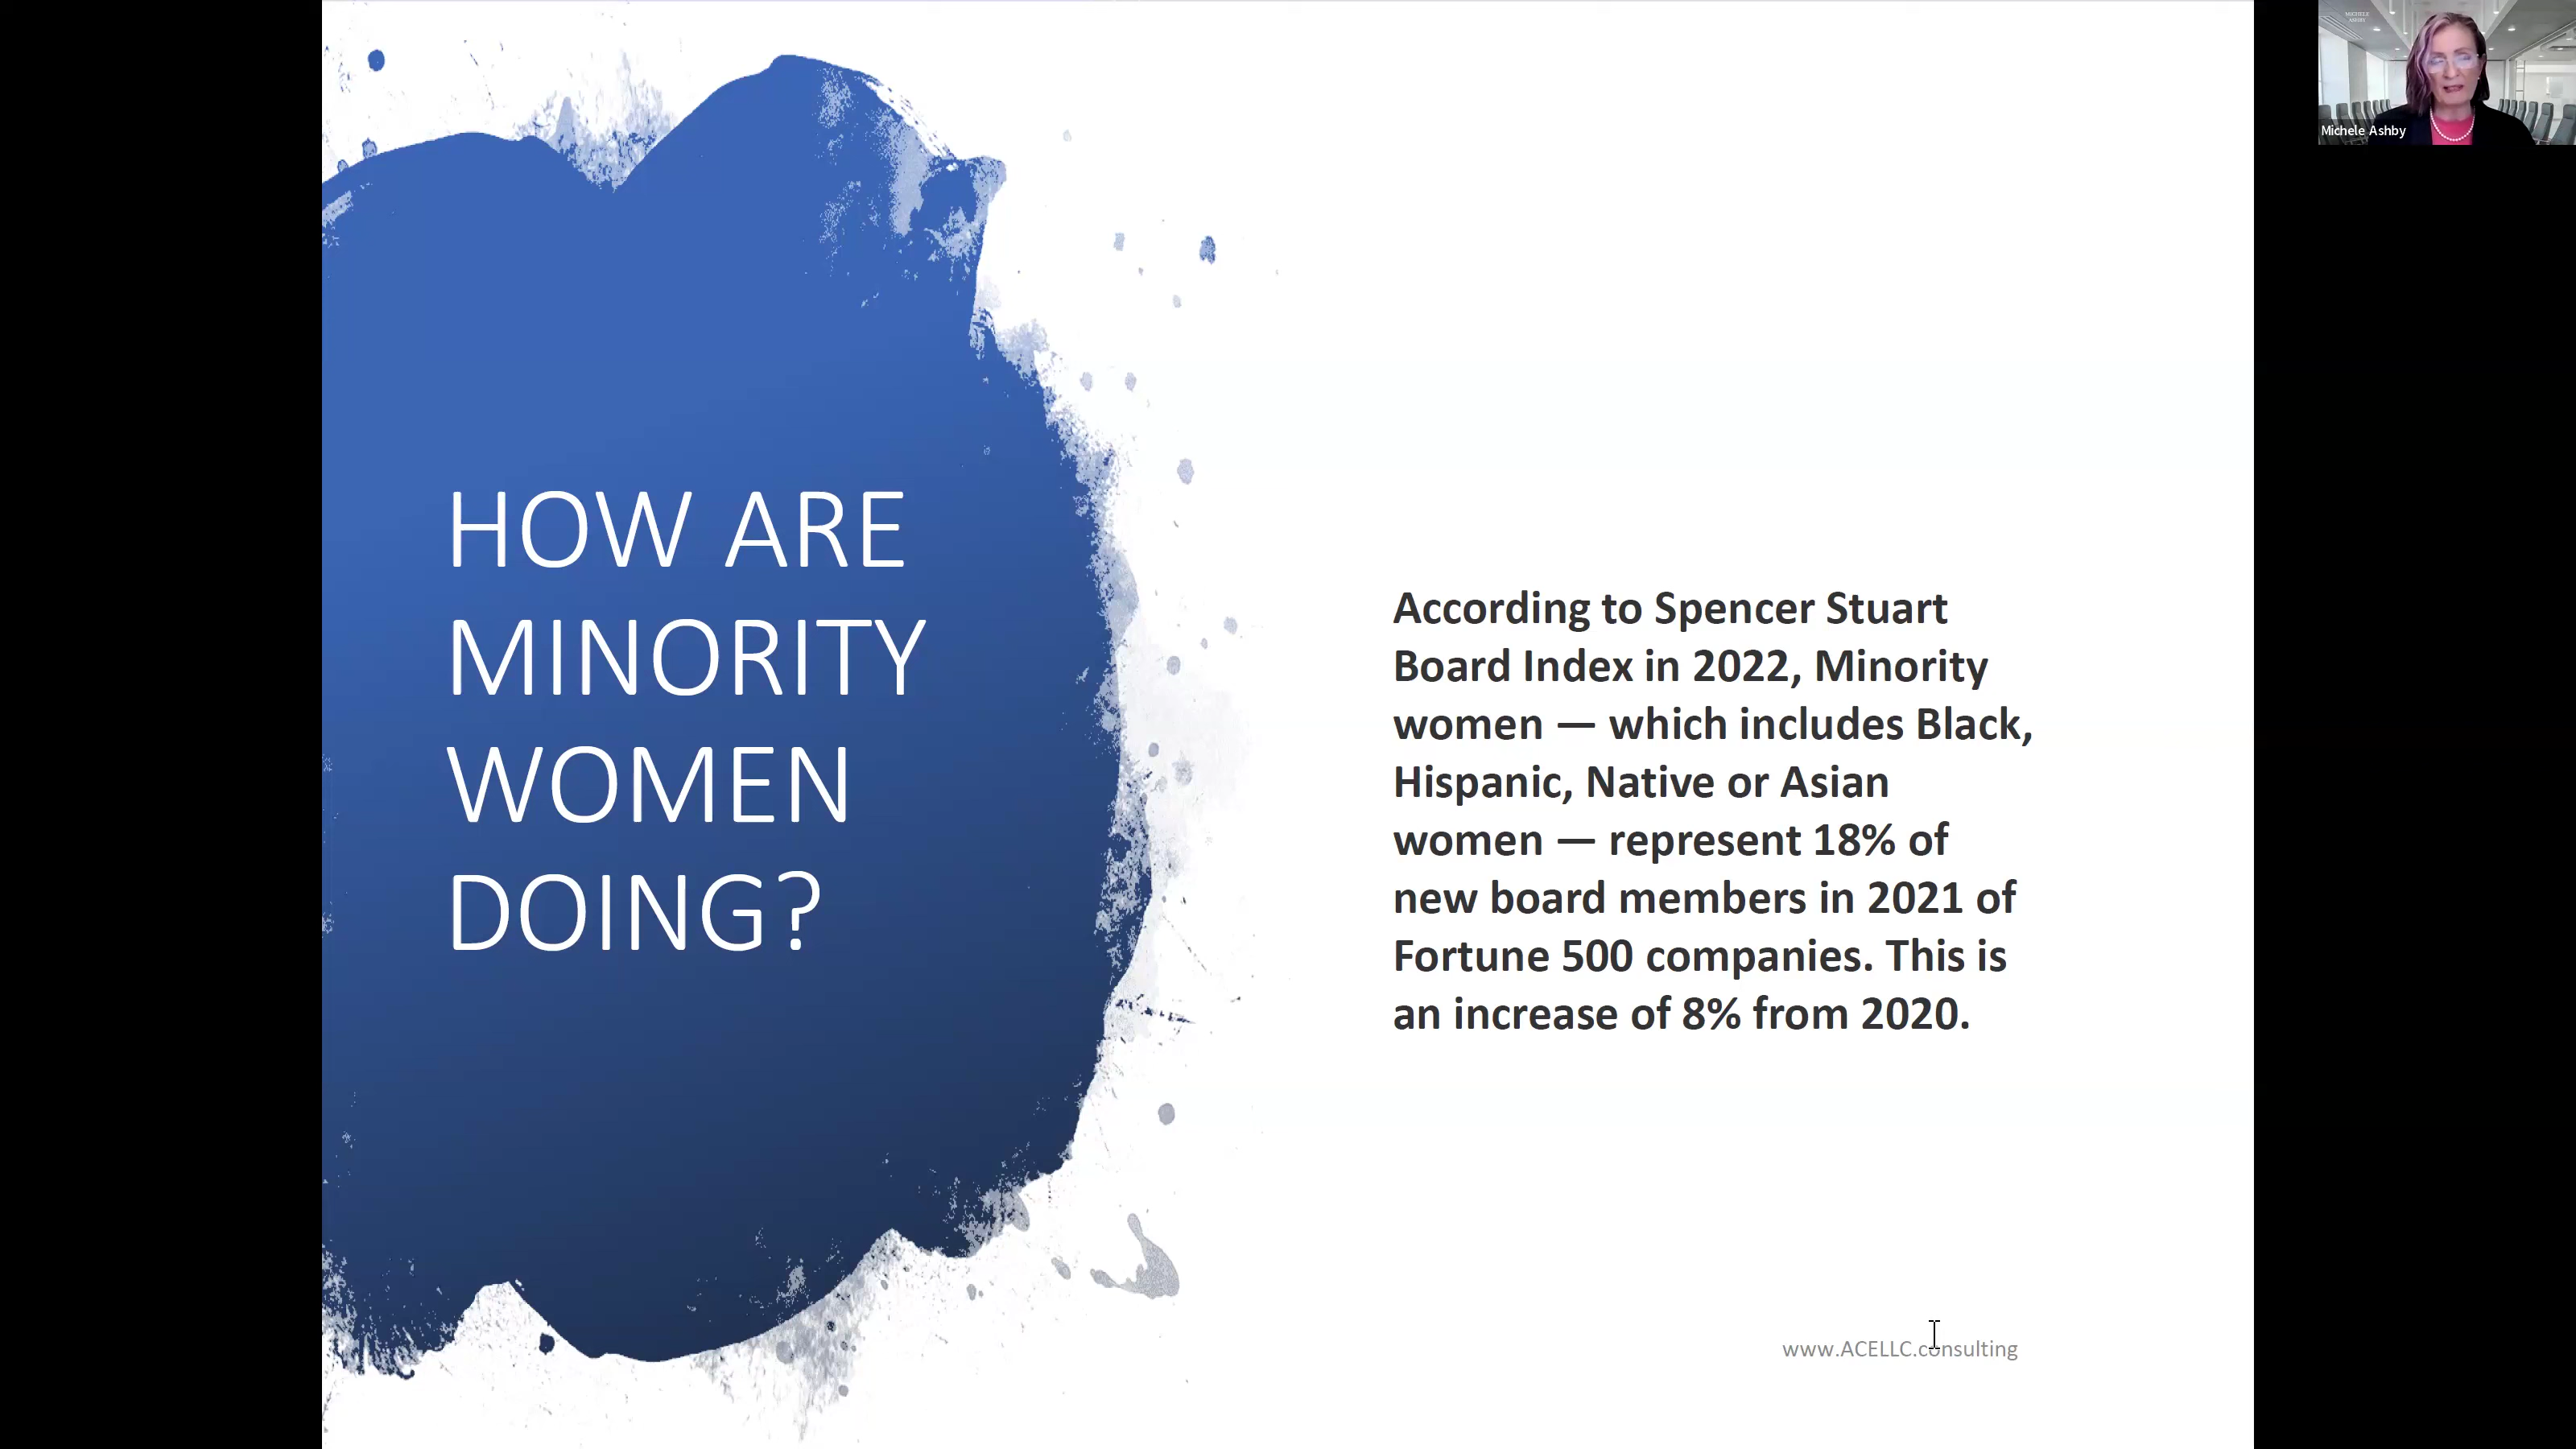 HOW ARE
MINORITY
WOMEN
DOING?
According to Spencer Stuart
Board Index in 2022, Minority
women — which includes Black,
Hispanic, Native or Asian
women — represent 18% of
new board members in 2021 of
Fortune 500 companies. This is
an increase of 8% from 2020.
www.ACELLC.consulting
MICHELE
ASHBY
Michele Ashby